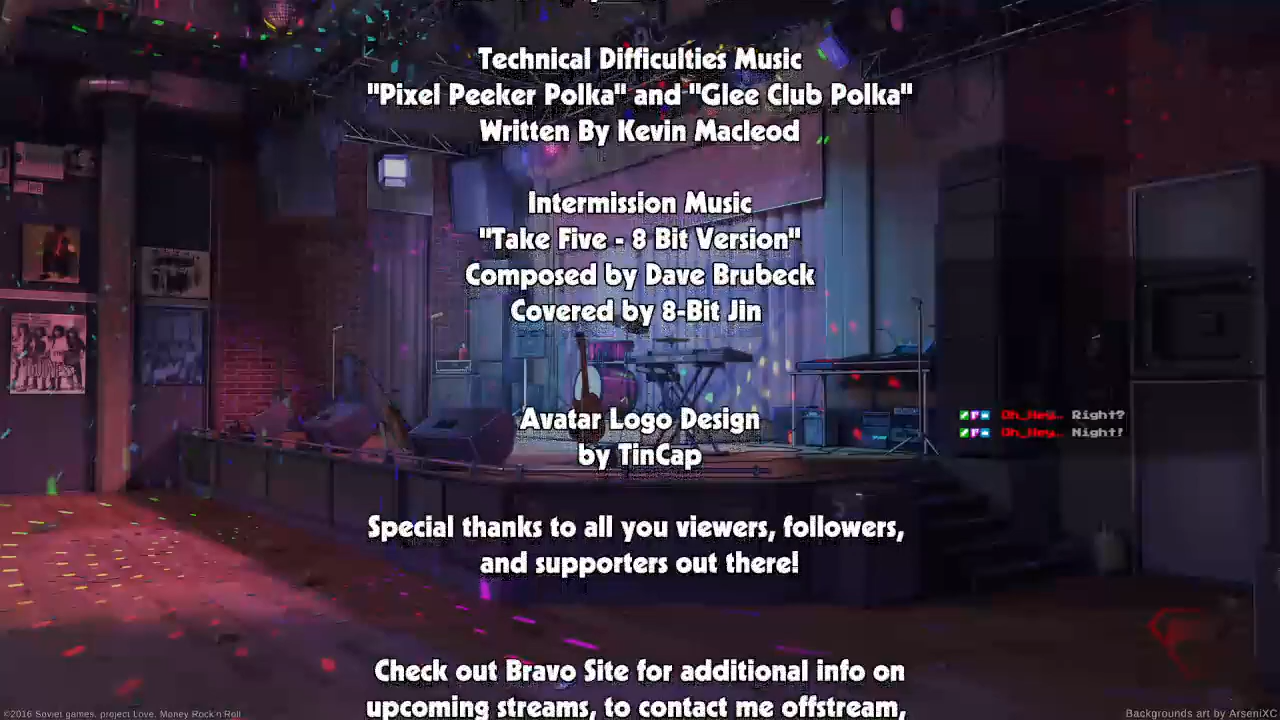 Technical Difficulties Music
"Pixel Peeker Polka" and "Glee Club Polka"
Written By Kevin Macleod
Intermission Music
"Take Five - 8 Bit Version"
Composed by Dave Brubeck
Covered by 8-Bit Jin
Oh_Hey.. Right?
Oh_Hey.. Night!
Avatar Logo Design
by TinCap
Special thanks to all you viewers, followers,
and supporters out there!
Check out Bravo Site for additional info on
upcoming streams, to contact me offstream,
©2016 Soviet games, project Love, Money Rock'n'Roll
Backgrounds art by ArseniXC